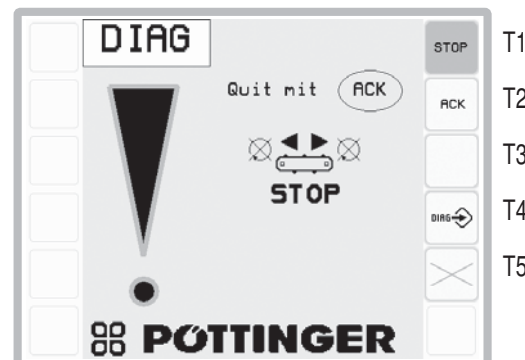 DIAG
STOP T1
Quit mit ACK
ACK T2
T3
STOP
DIAG T4
T5
PÖTTINGER